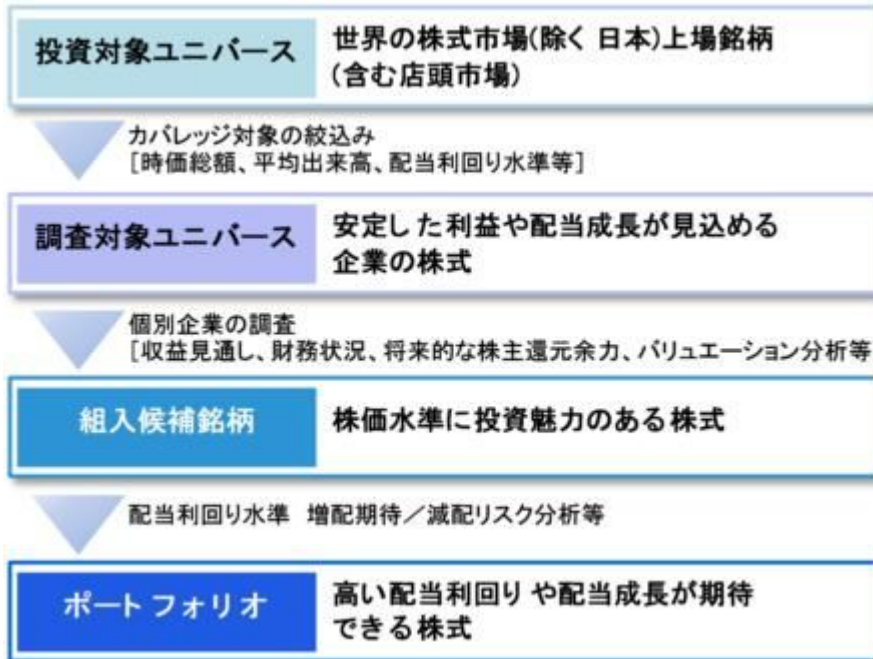 投資対象ユニバース
世界の株式市場(除く 日本)上場銘柄
(含む店頭市場)
カバレッジ対象の絞込み
[時価総額、平均出来高、配当利回り水準等]
調査対象ユニバース
安定した利益や配当成長が見込める
企業の株式
個別企業の調査
[収益見通し、財務状況、将来的な株主還元余力、バリュエーション分析等
組入候補銘柄
株価水準に投資魅力のある株式
配当利回り水準 増配期待/減配リスク分析等
ポートフォリオ
高い配当利回りや配当成長が期待
できる株式